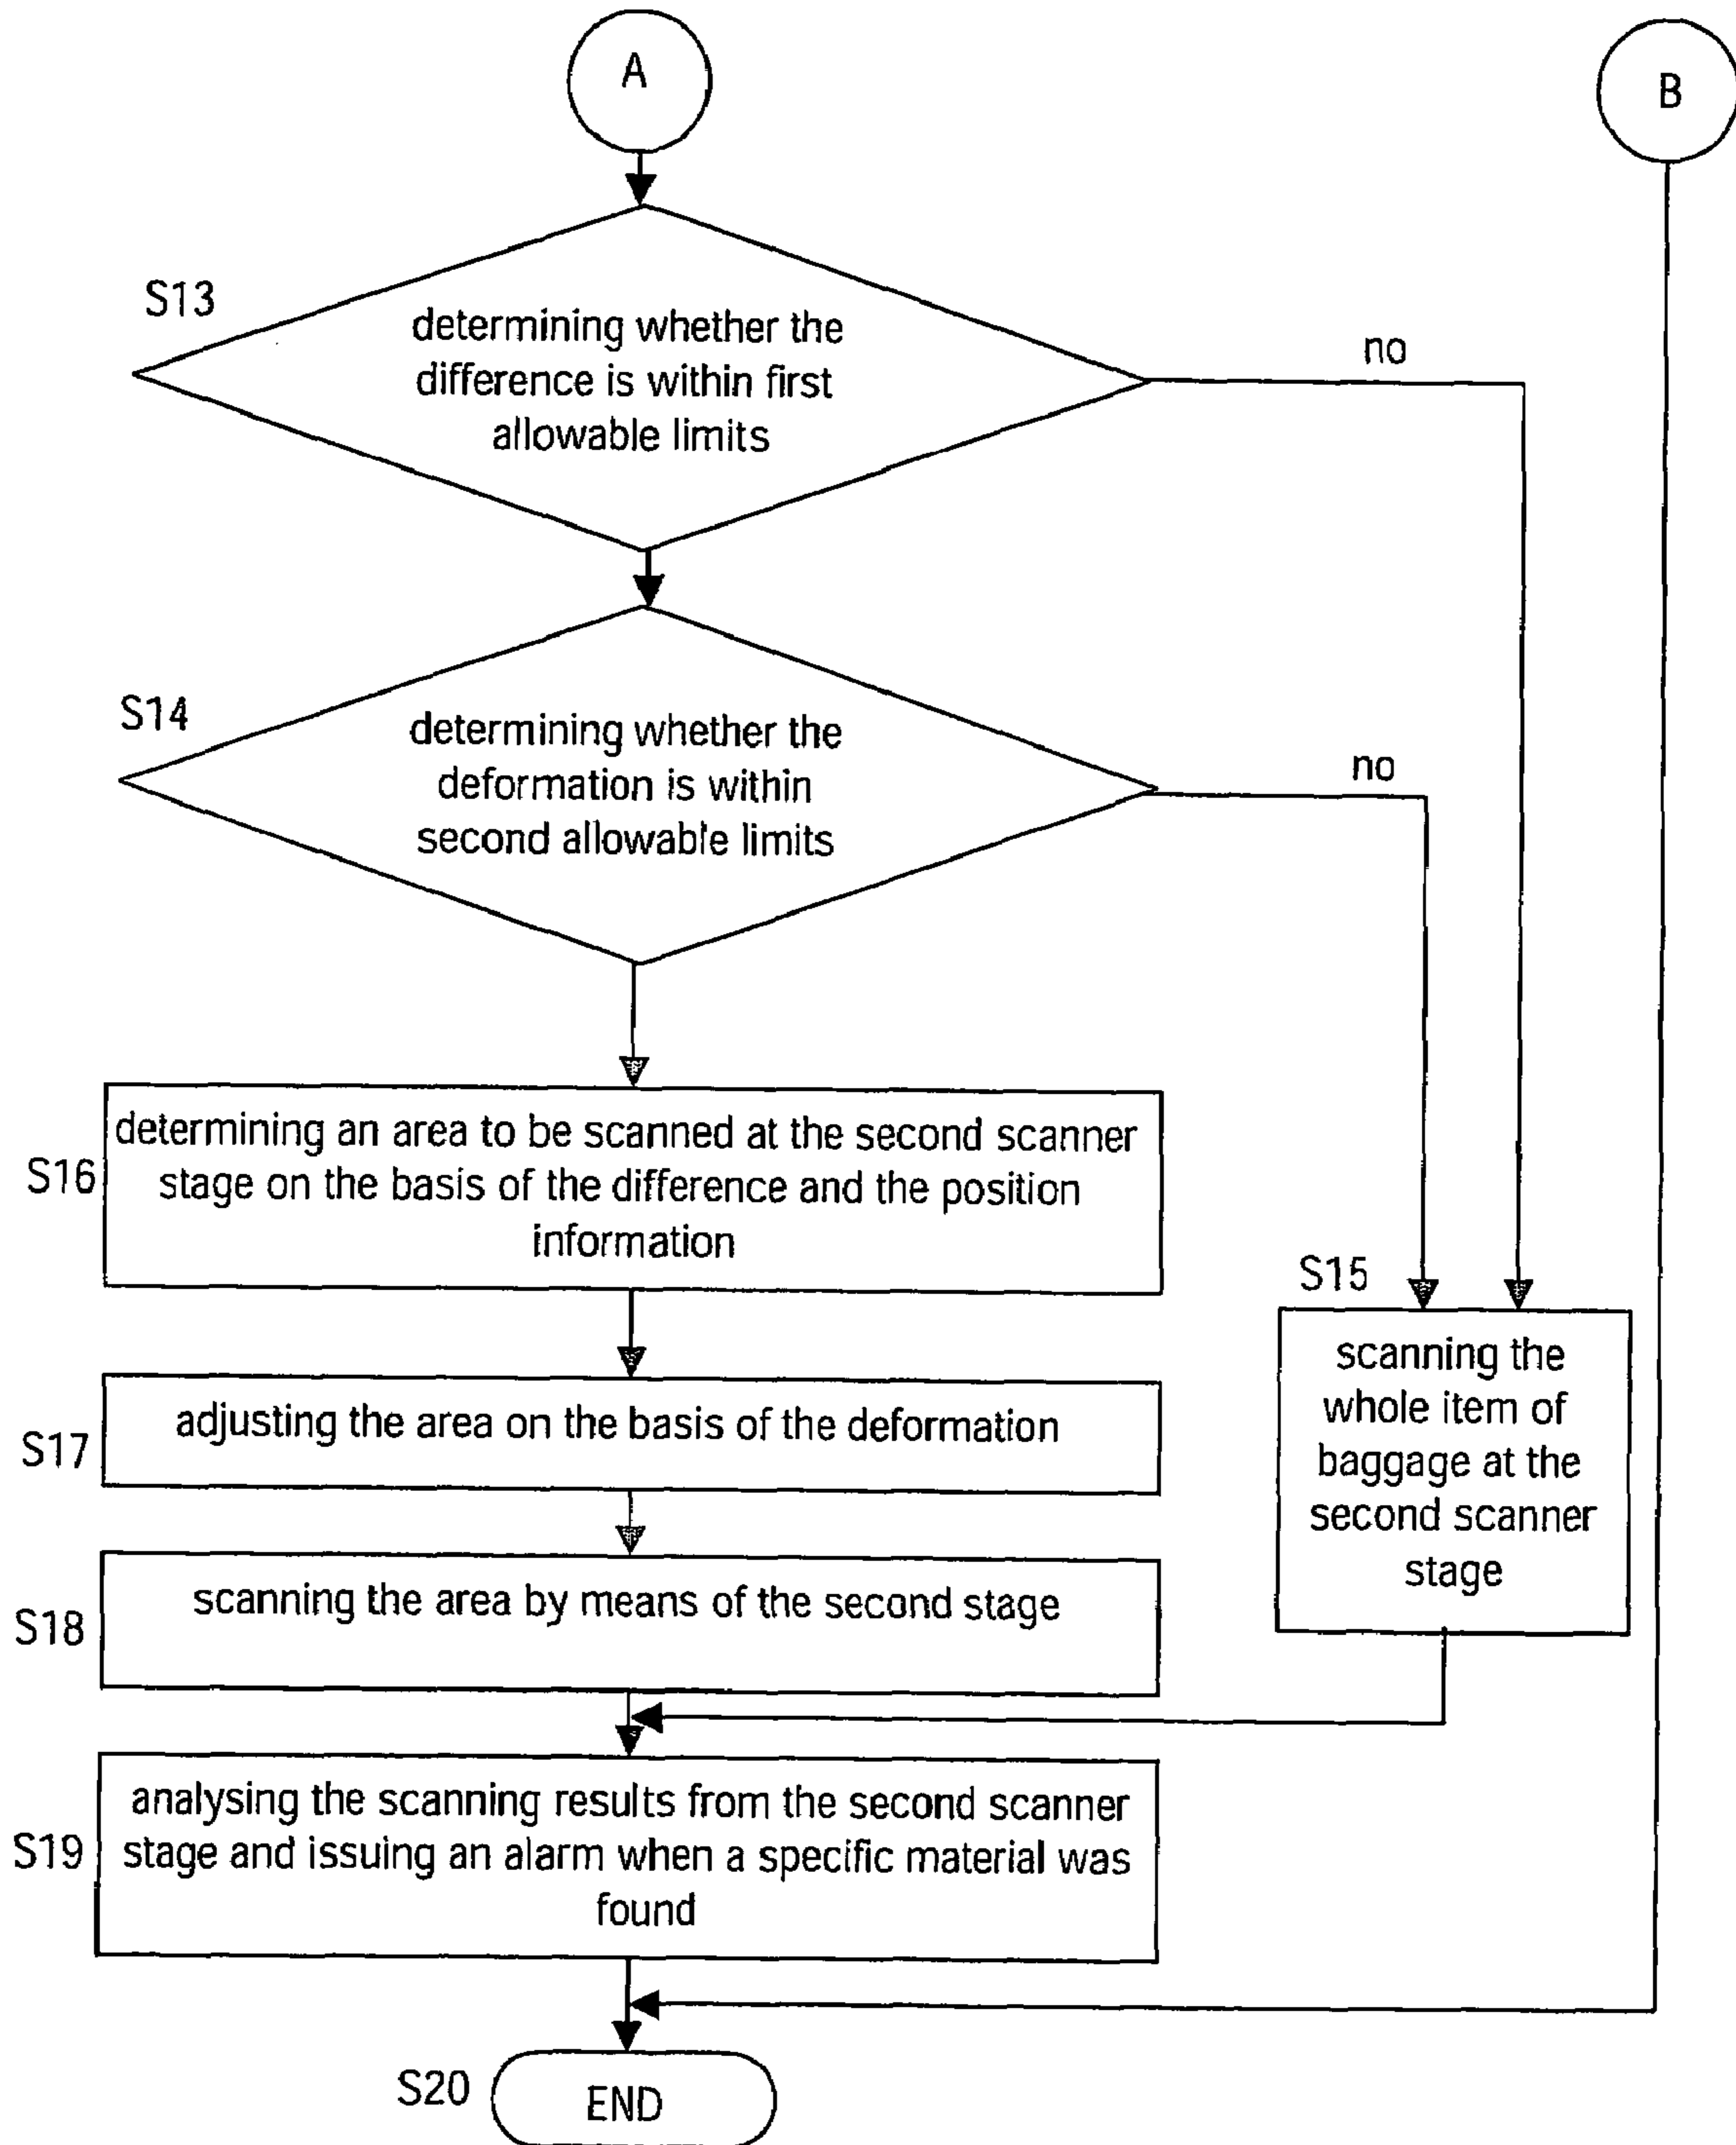 A
B
S13
determining whether the
difference is within first
allowable limits
no
S14
determining whether the
deformation is within
second allowable limits
no
S16
determining an area to be scanned at the second scanner
stage on the basis of the difference and the position
information
S15
scanning the
whole item of
baggage at the
second scanner
stage
S17
adjusting the area on the basis of the deformation
S18
scanning the area by means of the second stage
S19
analysing the scanning results from the second scanner
stage and issuing an alarm when a specific material was
found
S20
END